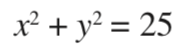 x² + y² = 25